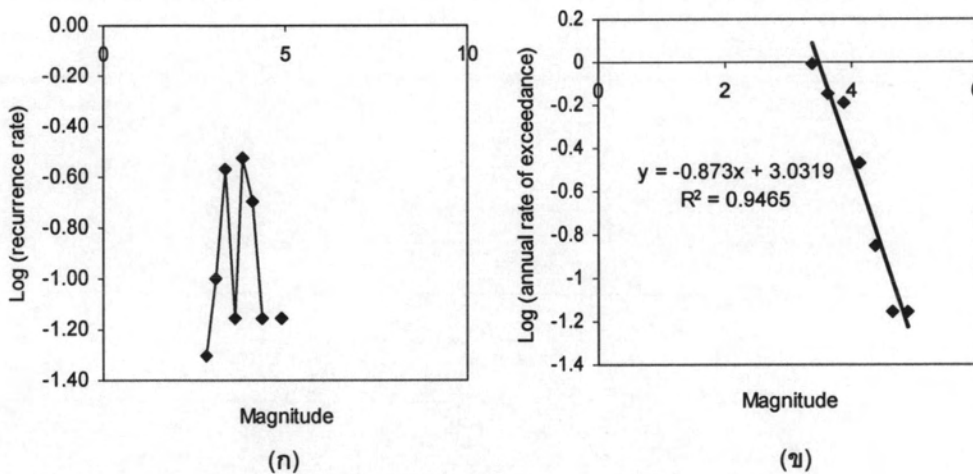 0.00
-0.20
-0.40
-0.60
-0.80
-1.00
-1.20
-1.40
0
5
10
Log (recurrence rate)
Magnitude
(ก)
0.2
0
-0.2
-0.4
-0.6
-0.8
-1
-1.2
-1.4
0
2
4
Log (annual rate of exceedance)
y = -0.873x + 3.0319
R² = 0.9465
Magnitude
(ข)